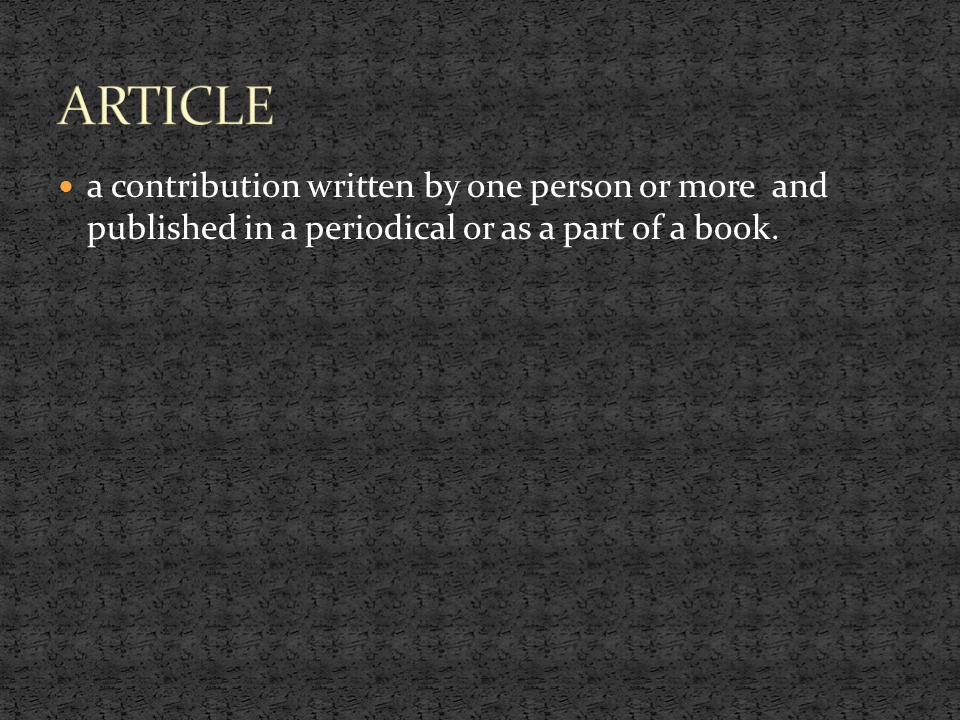 ARTICLE
• a contribution written by one person or more  and
published in a periodical or as a part of a book.